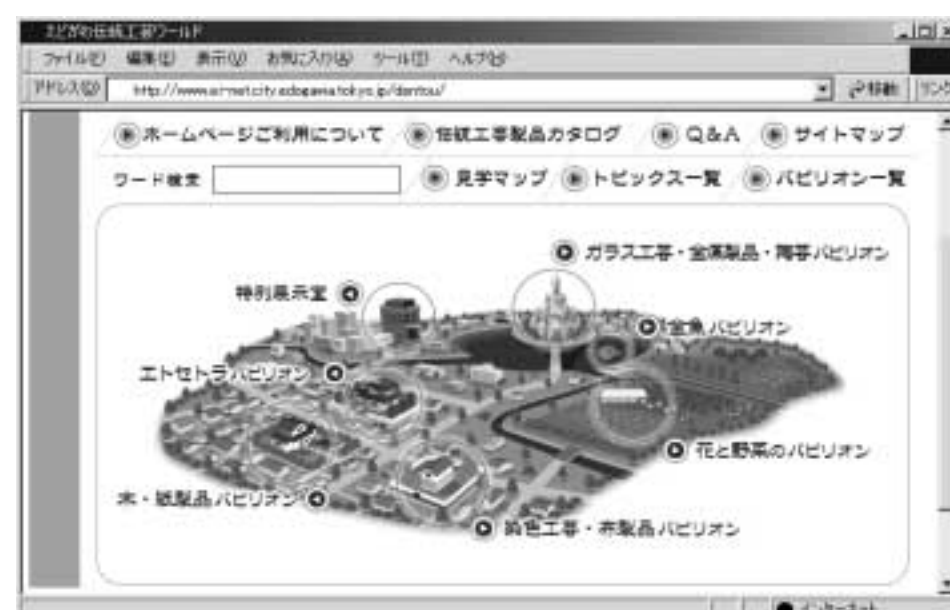 えどがわ伝統工芸ワールド
ファイル(F) 編集(E) 表示(V) お気に入り(A) ツール(T) ヘルプ(H)
アドレス(D) http://www.air-net.city.edogawa.tokyo.jp/dentou/ 移動 リンク
ホームページご利用について 伝統工芸製品カタログ Q&A サイトマップ
ワード検索 見学マップ トピックス一覧 パビリオン一覧
ガラス工芸・金属製品・陶芸パビリオン
特別展示室
金魚パビリオン
エトセトラパビリオン
花と野菜のパビリオン
木・紙製品パビリオン
染色工芸・布製品パビリオン
インターネット